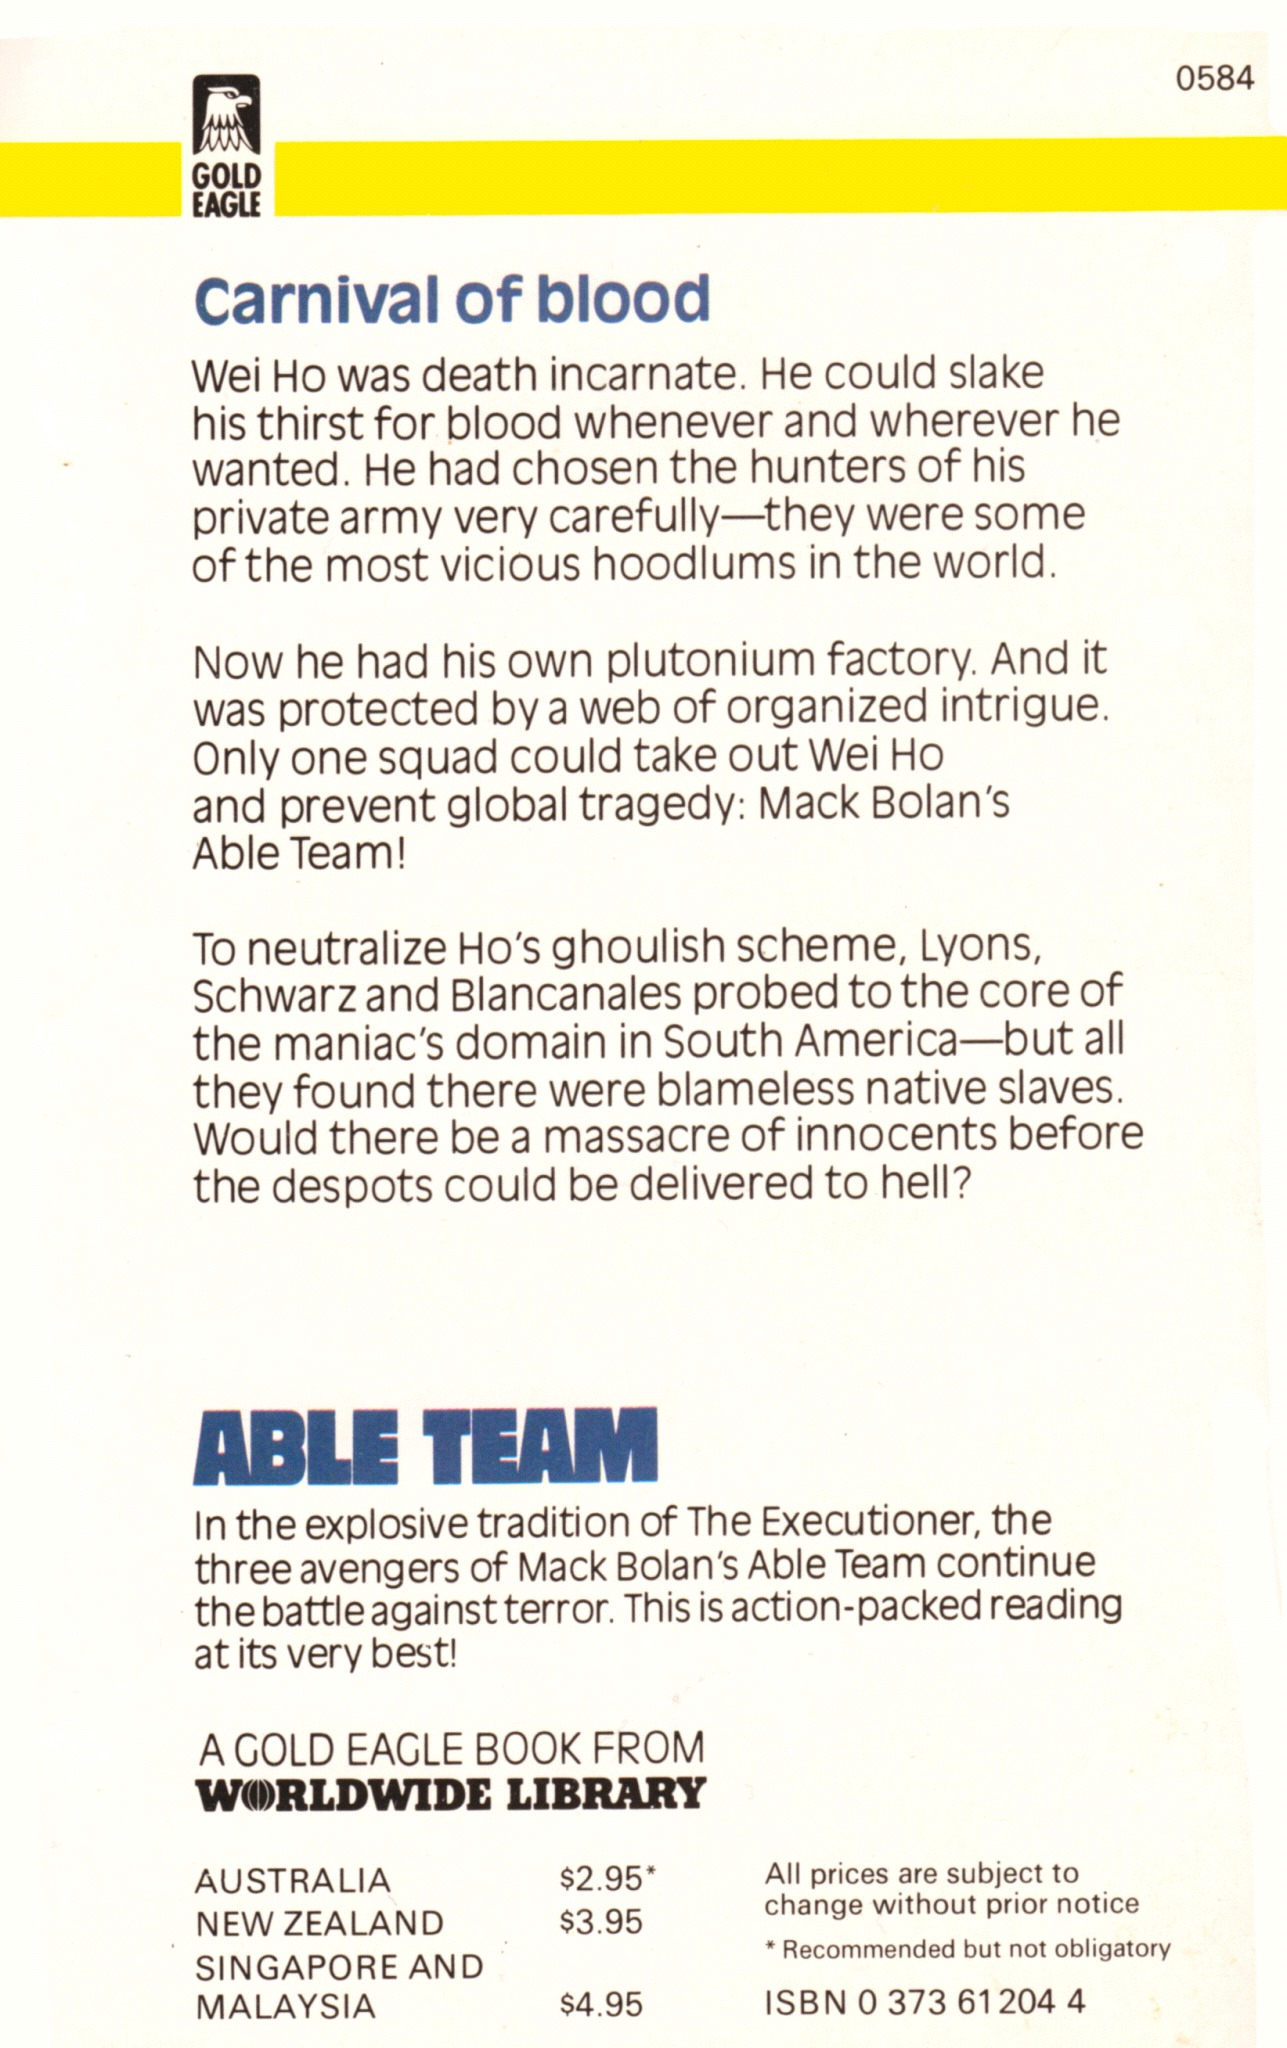 0584
GOLD
EAGLE
Carnival of blood
Wei Ho was death incarnate. He could slake
his thirst for blood whenever and wherever he
wanted. He had chosen the hunters of his
private army very carefully—they were some
of the most vicious hoodlums in the world.
Now he had his own plutonium factory. And it
was protected by a web of organized intrigue.
Only one squad could take out Wei Ho
and prevent global tragedy: Mack Bolan's
Able Team!
To neutralize Ho's ghoulish scheme, Lyons,
Schwarz and Blancanales probed to the core of
the maniac's domain in South America—but all
they found there were blameless native slaves.
Would there be a massacre of innocents before
the despots could be delivered to hell?
ABLE TEAM
In the explosive tradition of The Executioner, the
three avengers of Mack Bolan's Able Team continue
the battle against terror. This is action-packed reading
at its very best!
A GOLD EAGLE BOOK FROM
WORLDWIDE LIBRARY
AUSTRALIA $2.95*
NEW ZEALAND $3.95
SINGAPORE AND
MALAYSIA $4.95
All prices are subject to
change without prior notice
* Recommended but not obligatory
ISBN 0 373 61204 4